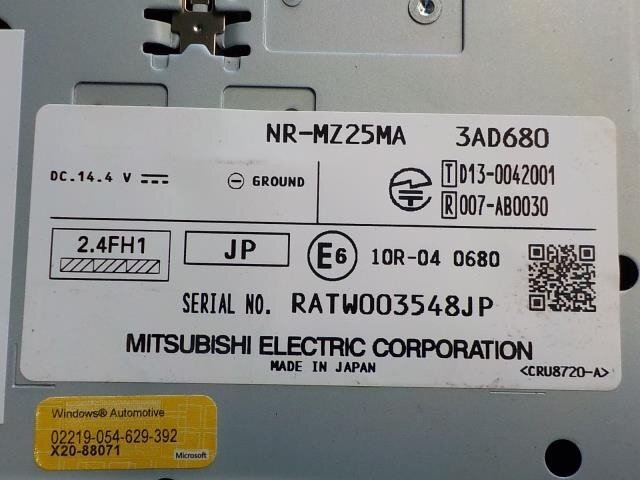 NR-MZ25MA 3AD680
DC.14.4 V GROUND
T D13-0042001
R 007-AB0030
2.4FH1 JP E6 10R-04 0680
SERIAL NO. RATW003548JP
MITSUBISHI ELECTRIC CORPORATION
MADE IN JAPAN <CRU8720-A>
Windows® Automotive
02219-054-629-392
X20-88071 Microsoft